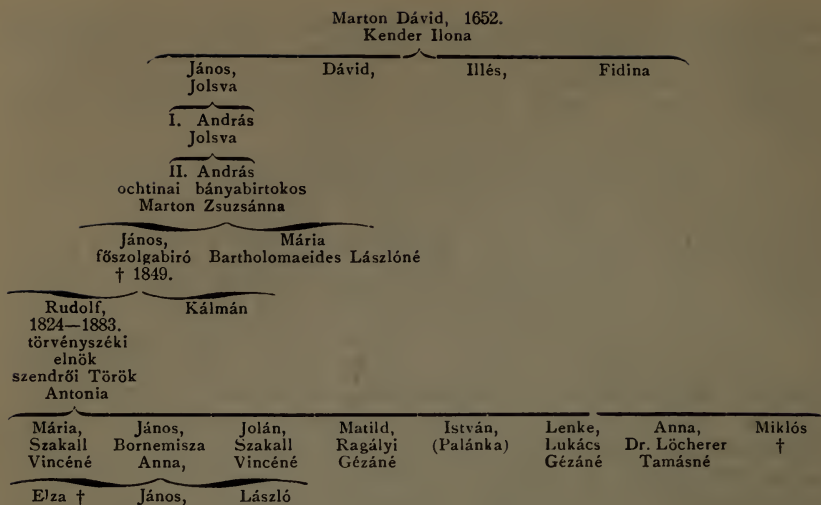 Marton Dávid, 1652.
Kender Ilona
János, Dávid, Illés, Fidina
Jolsva
I. András
Jolsva
II. András
ochtinai bányabirtokos
Marton Zsuzsánna
János, Mária
főszolgabiró Bartholomaeides Lászlóné
† 1849.
Rudolf, Kálmán
1824—1883.
törvényszéki
elnök
szendrői Török
Antonia
Mária, János, Jolán, Matild, István, Lenke, Anna, Miklós
Szakall Bornemisza Szakall Ragályi (Palánka) Lukács Dr. Löcherer †
Vincéné Anna, Vincéné Gézáné Gézáné Tamásné
Elza † János, László